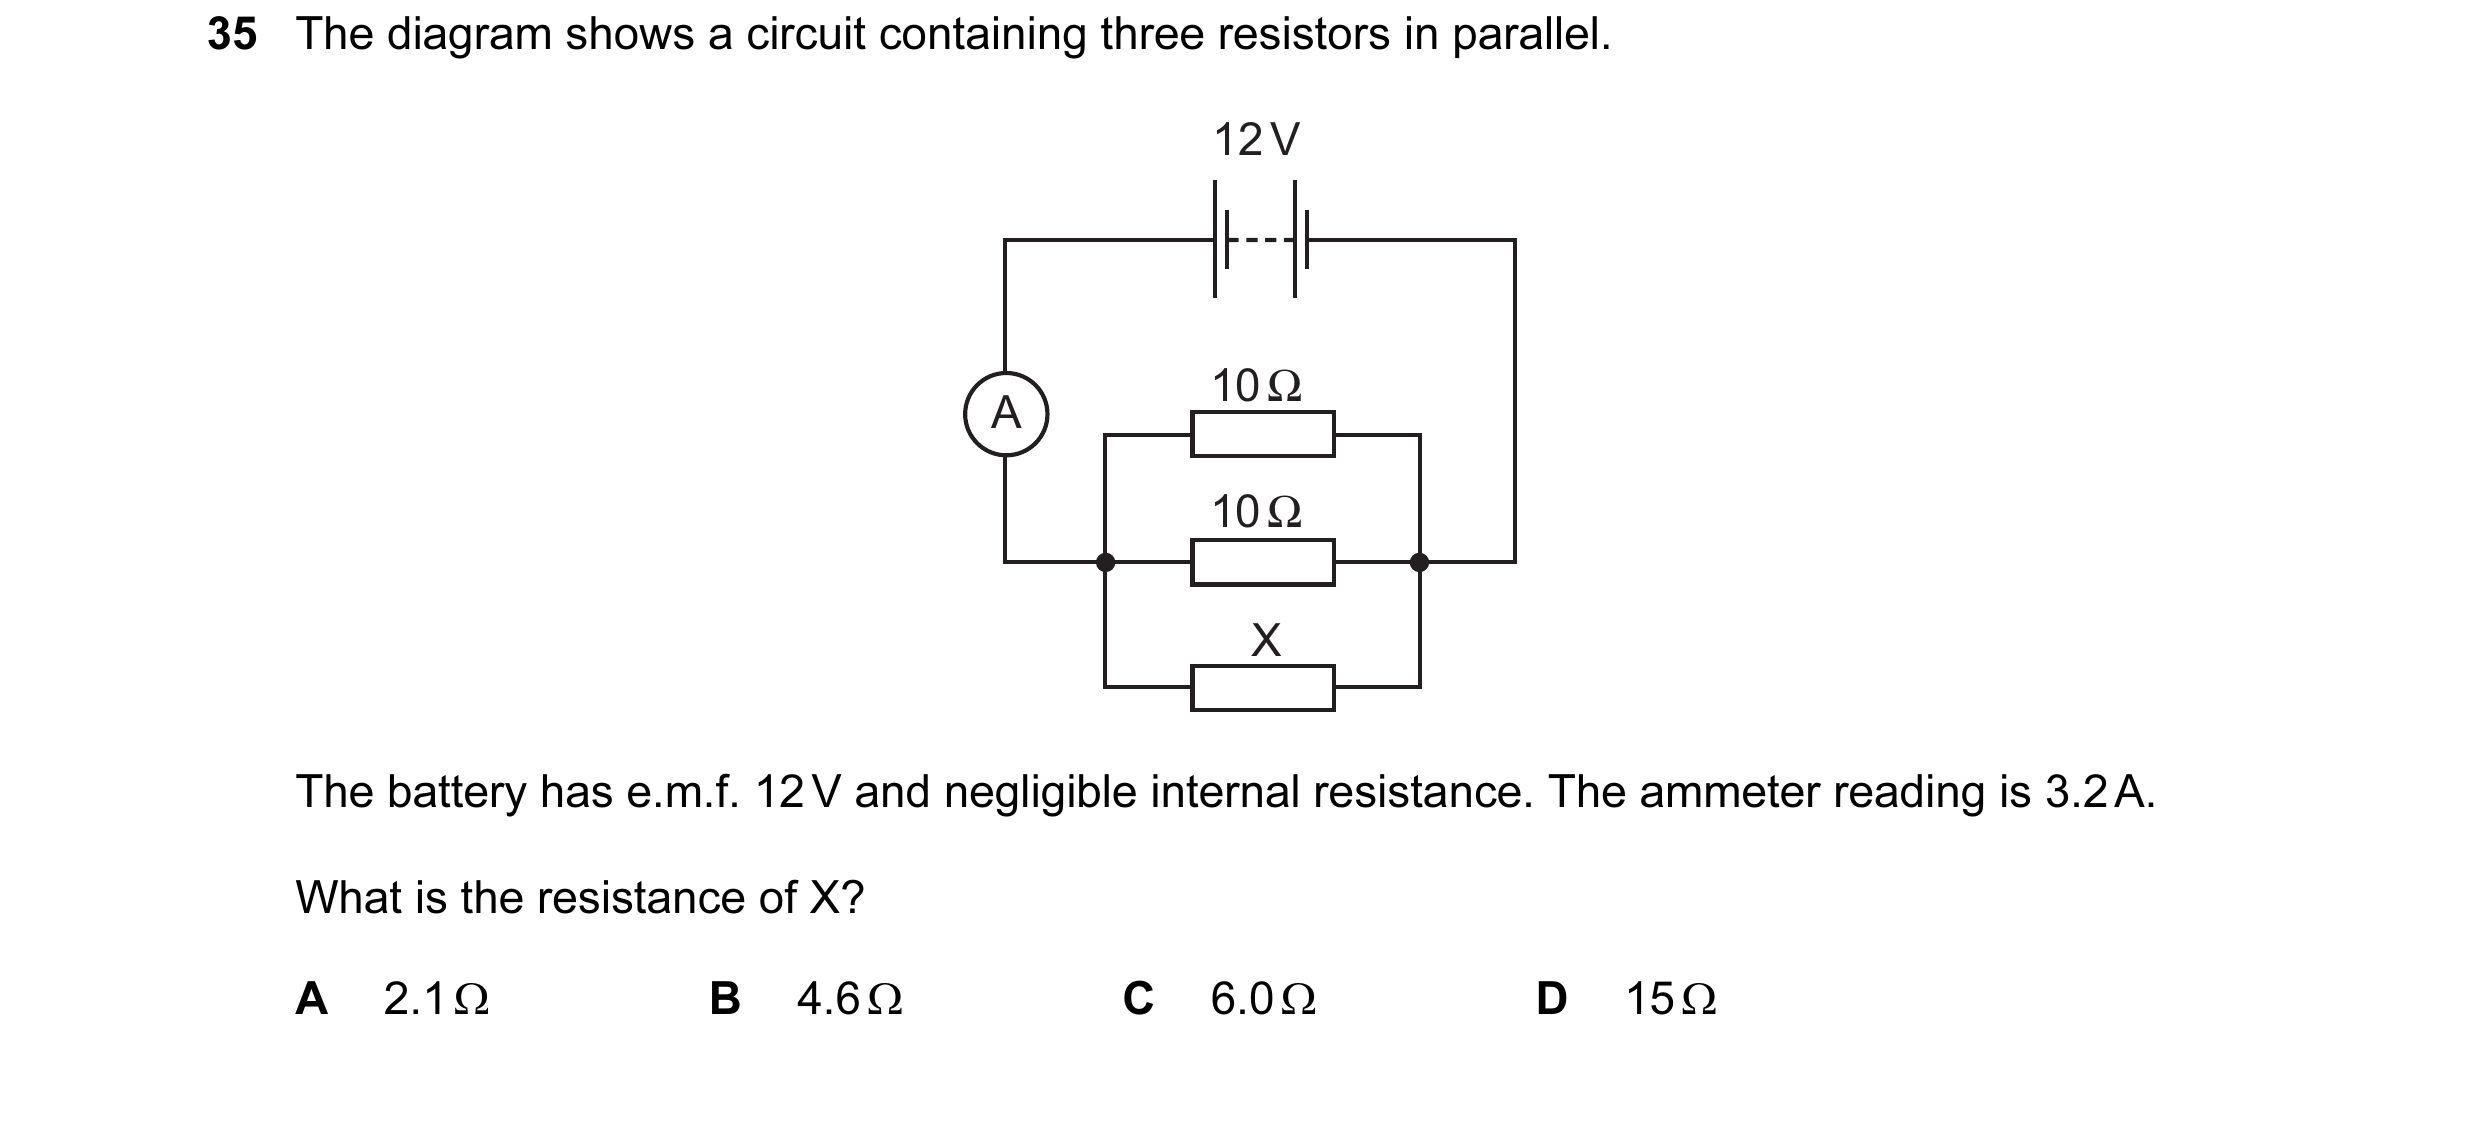 35 The diagram shows a circuit containing three resistors in parallel.
12 V
10 Ω
A
10 Ω
X
The battery has e.m.f. 12 V and negligible internal resistance. The ammeter reading is 3.2 A.
What is the resistance of X?
A 2.1 Ω B 4.6 Ω C 6.0 Ω D 15 Ω